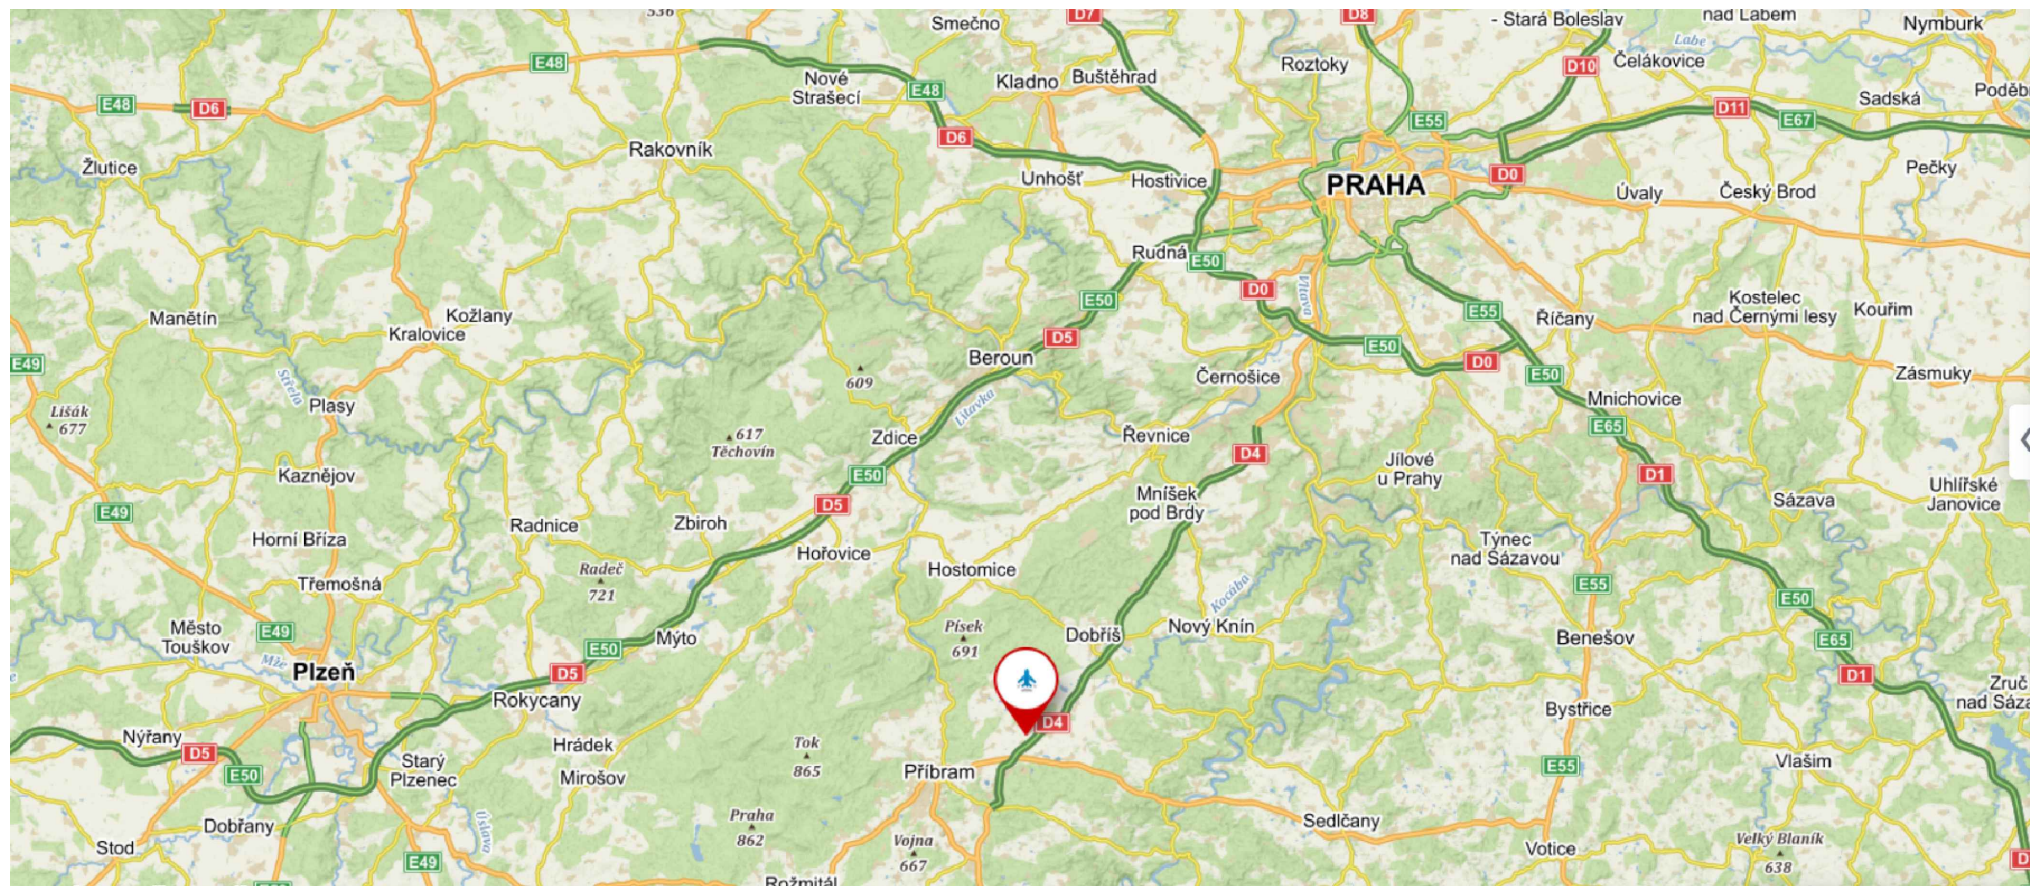 Smečno
D7
D8
- Stará Boleslav
nad Labem
Nymburk
Labe
E48
Nové
Strašecí
E48
Kladno
Buštěhrad
Roztoky
D10
Čelákovice
Sadská
Poděb
E48
D6
D6
E55
D11
E67
Žlutice
Rakovník
Unhošť
Hostivice
PRAHA
D0
Úvaly
Český Brod
Pečky
Rudná
E50
D0
Vltava
E50
E55
Říčany
Kostelec
nad Černými lesy
Kouřim
Manětín
Kožlany
Kralovice
D5
E50
D0
E50
E49
Střela
609
Beroun
Černošice
Zásmuky
Lišák
677
Plasy
Litavka
Mnichovice
E65
617
Těchovín
Zdice
Řevnice
D4
Jílové
u Prahy
D1
Kaznějov
E50
Mníšek
pod Brdy
Sázava
Uhlířské
Janovice
E49
D5
Horní Bříza
Radnice
Zbiroh
Hořovice
Týnec
nad Sázavou
Třemošná
Radeč
721
Hostomice
Kocába
E55
E50
Město
Touškov
E49
Mýto
Písek
691
Dobříš
Nový Knín
Benešov
E65
Mže
Plzeň
E50
D5
D1
Rokycany
Zruč
nad Sáza
Nýřany
D5
Hrádek
Tok
865
D4
Bystřice
E50
Starý
Plzenec
Mirošov
Příbram
E55
Vlašim
Dobřany
Úslava
Praha
862
Sedlčany
Stod
E49
Vojna
667
Votice
Velký Blaník
638
D
Rožmitál